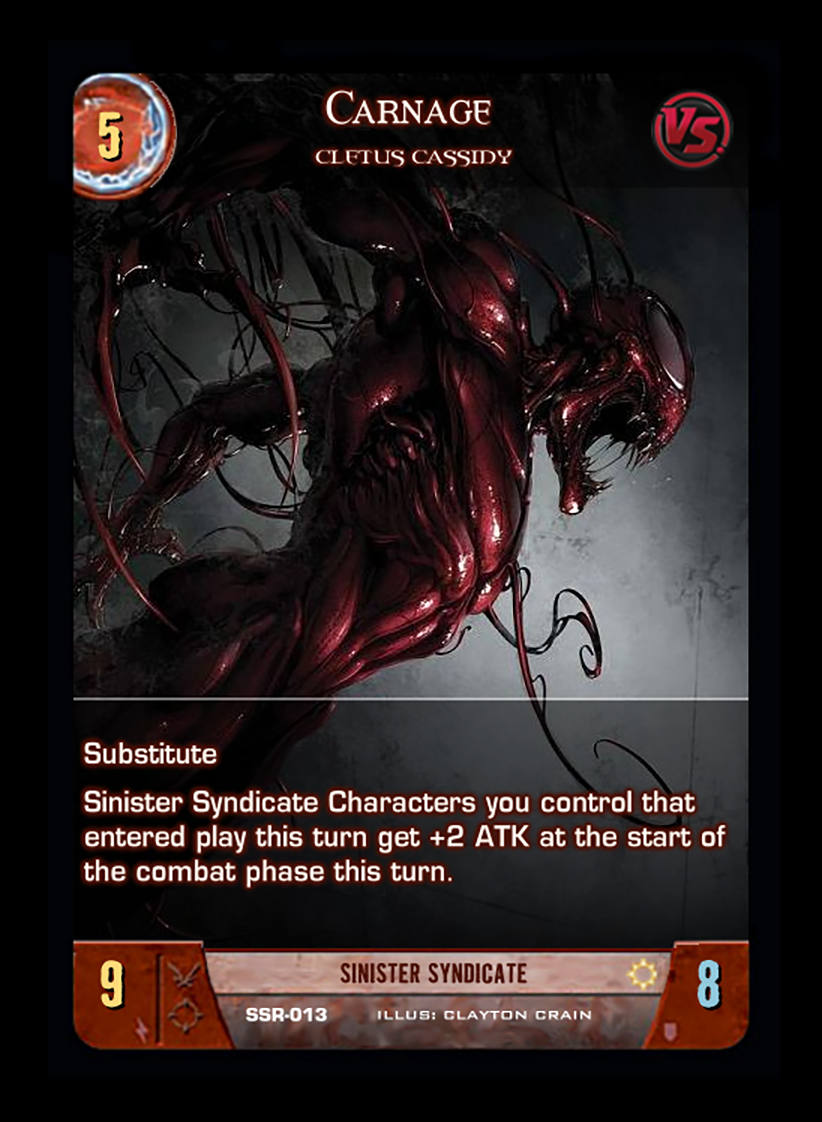 5
CARNAGE
VS.
CLETUS CASSIDY
Substitute
Sinister Syndicate Characters you control that
entered play this turn get +2 ATK at the start of
the combat phase this turn.
9
SINISTER SYNDICATE
8
SSR-013 ILLUS: CLAYTON CRAIN